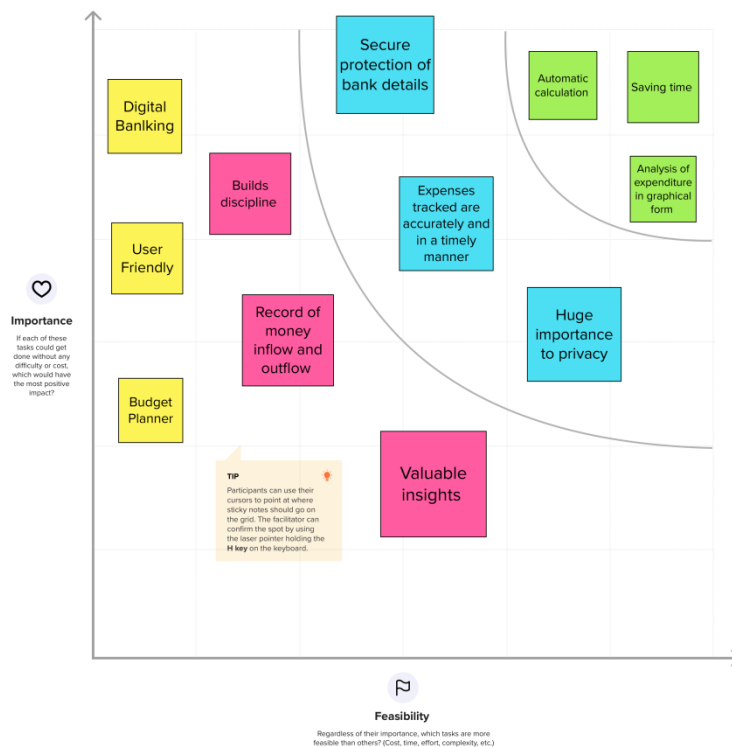 Secure
protection of
bank details
Automatic
calculation
Saving time
Digital
Banlking
Builds
discipline
Analysis of
expenditure
in graphical
form
Expenses
tracked are
accurately and
in a timely
manner
User
Friendly
Importance
If each of these
tasks could get
done without any
difficulty or cost,
which would have
the most positive
impact?
Record of
money
inflow and
outflow
Huge
importance
to privacy
Budget
Planner
Valuable
insights
TIP
Participants can use their
cursors to point at where
sticky notes should go on
the grid. The facilitator can
confirm the spot by using
the laser pointer holding the
H key on the keyboard.
Feasibility
Regardless of their importance, which tasks are more
feasible than others? (Cost, time, effort, complexity, etc.)